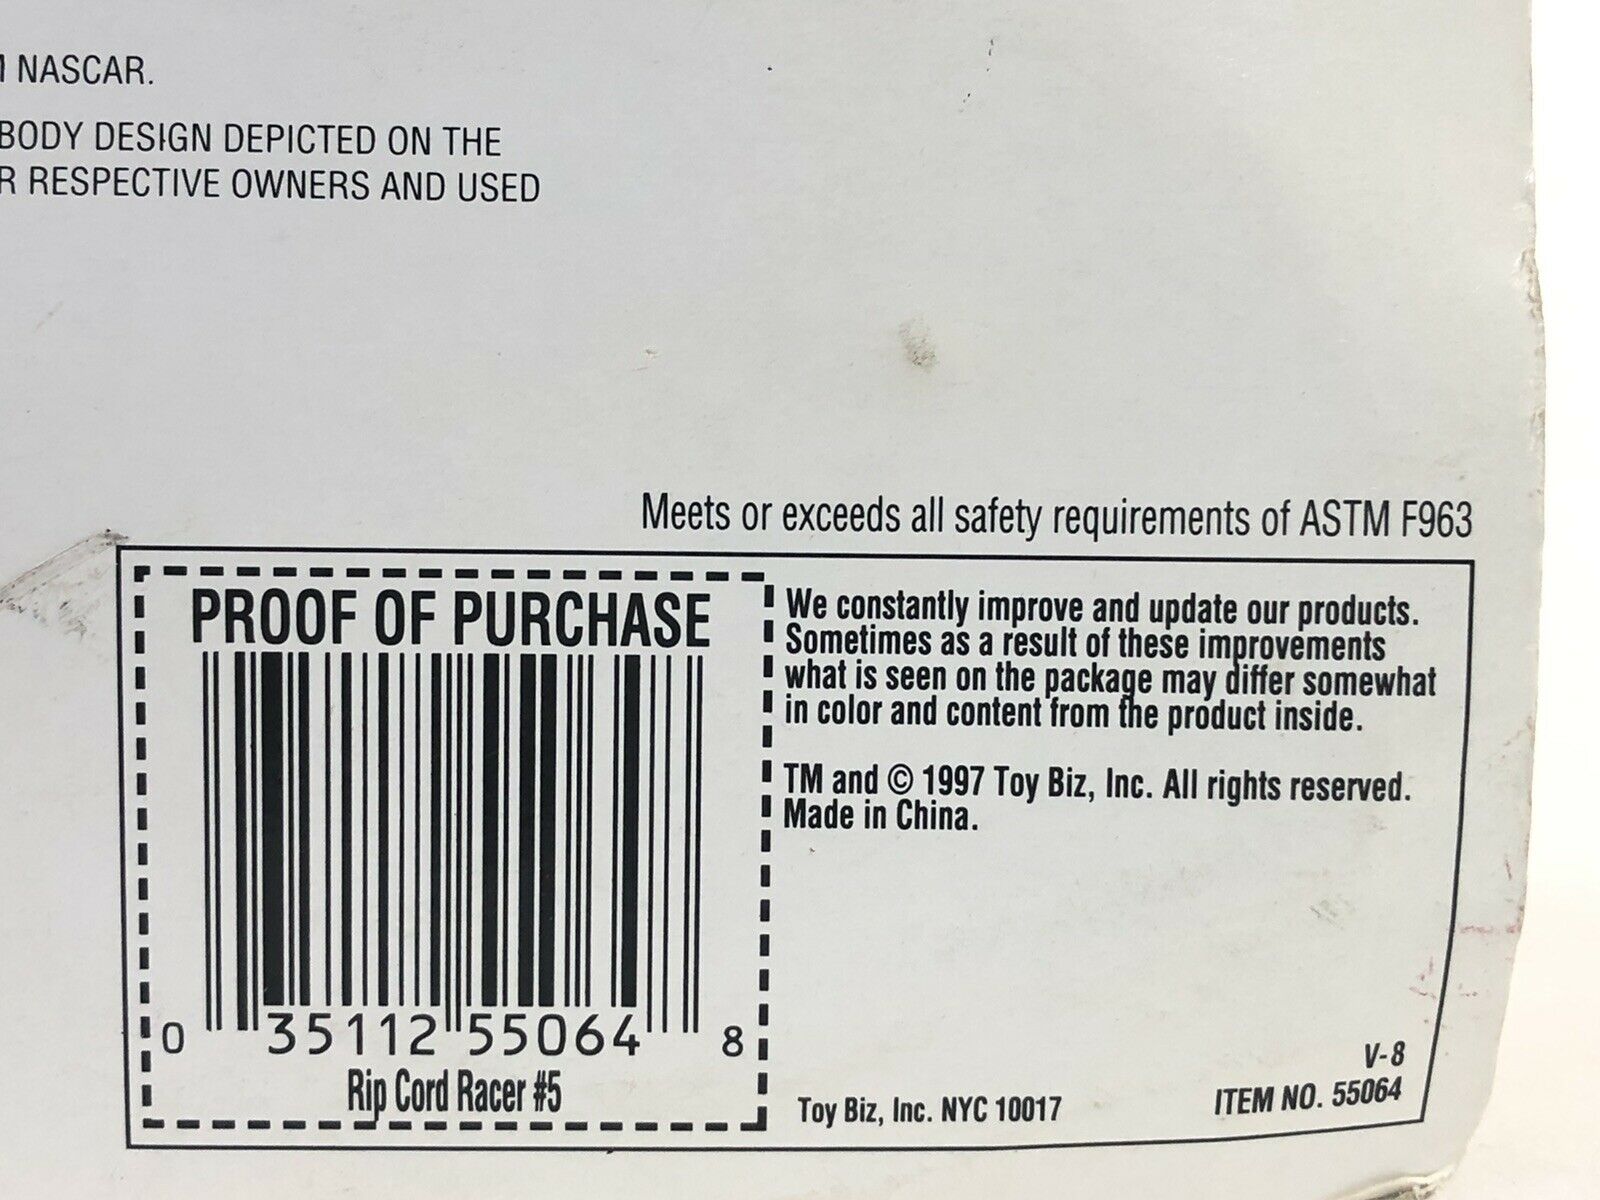 NASCAR.
BODY DESIGN DEPICTED ON THE
R RESPECTIVE OWNERS AND USED
Meets or exceeds all safety requirements of ASTM F963
PROOF OF PURCHASE
0 35112 55064 8
Rip Cord Racer #5
We constantly improve and update our products.
Sometimes as a result of these improvements
what is seen on the package may differ somewhat
in color and content from the product inside.
TM and © 1997 Toy Biz, Inc. All rights reserved.
Made in China.
Toy Biz, Inc. NYC 10017
V-8
ITEM NO. 55064